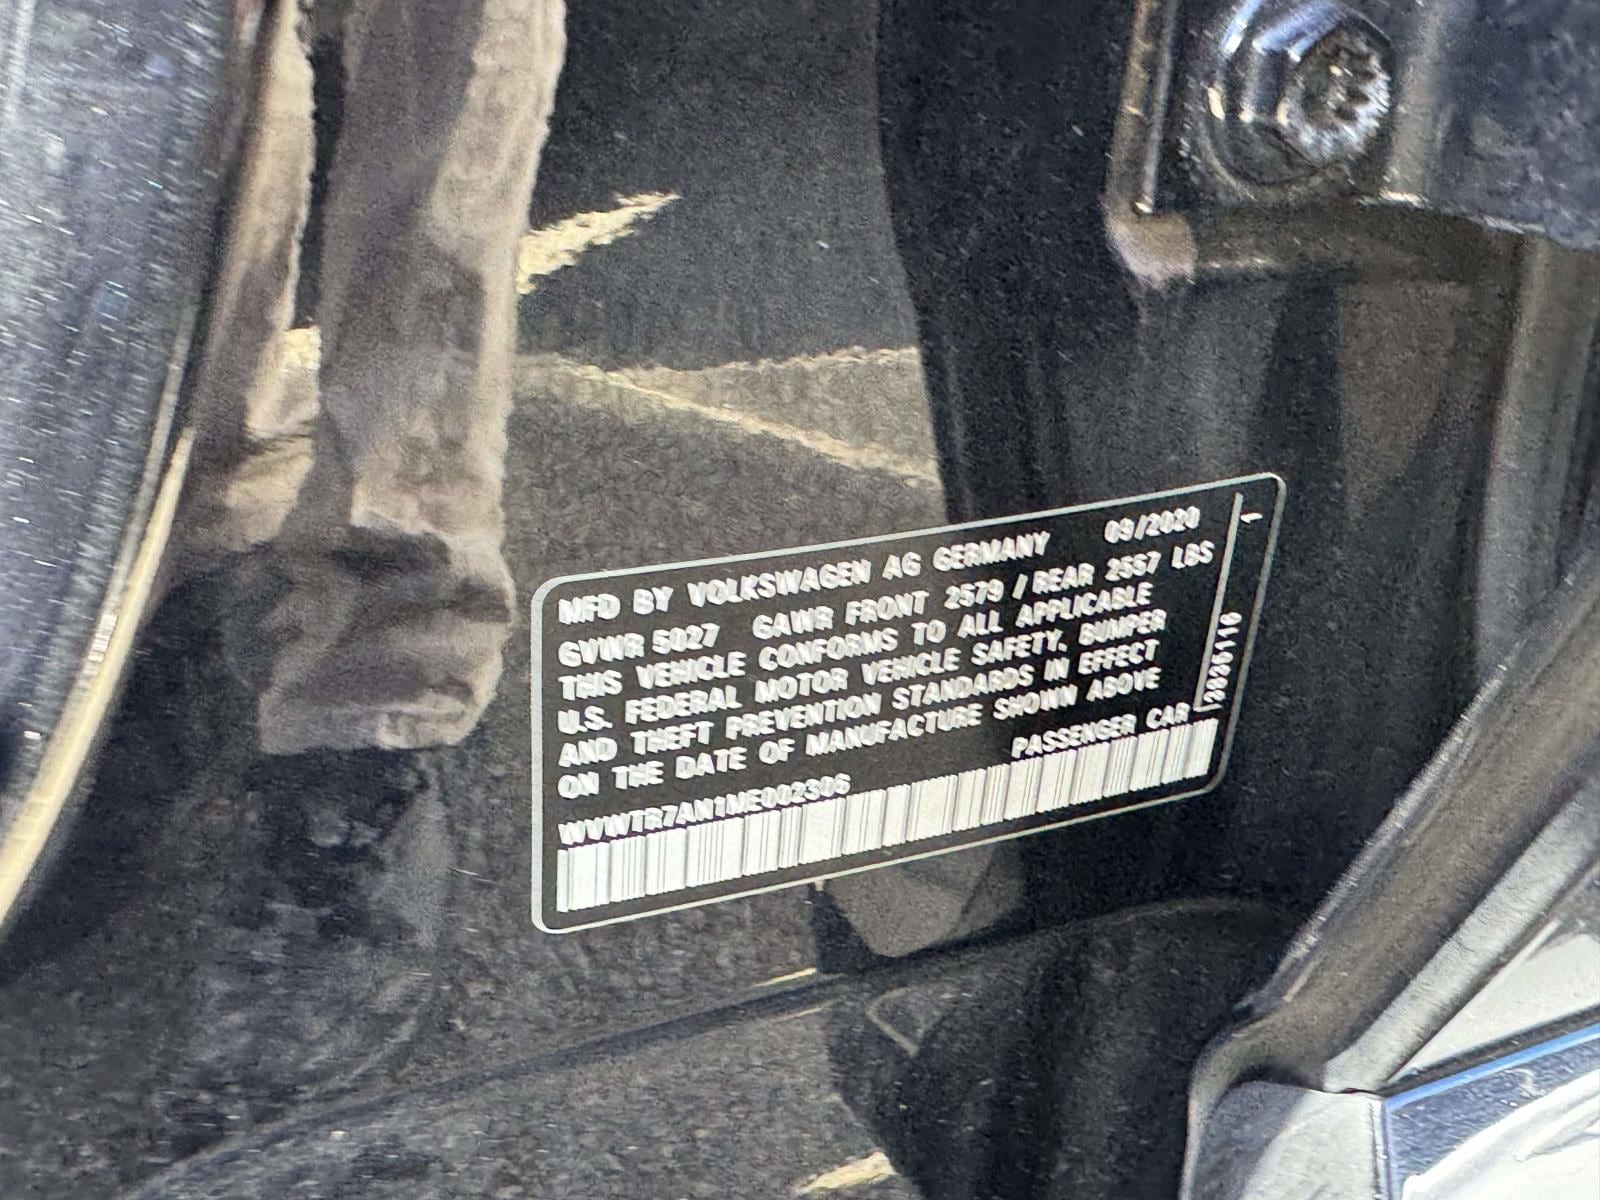 MFD BY VOLKSWAGEN AG GERMANY 09/2020
GVWR 5027 GAWR FRONT 2579 / REAR 2557 LBS
THIS VEHICLE CONFORMS TO ALL APPLICABLE
U.S. FEDERAL MOTOR VEHICLE SAFETY, BUMPER
AND THEFT PREVENTION STANDARDS IN EFFECT
ON THE DATE OF MANUFACTURE SHOWN ABOVE
PASSENGER CAR
WVWTR7AN1ME002306
1